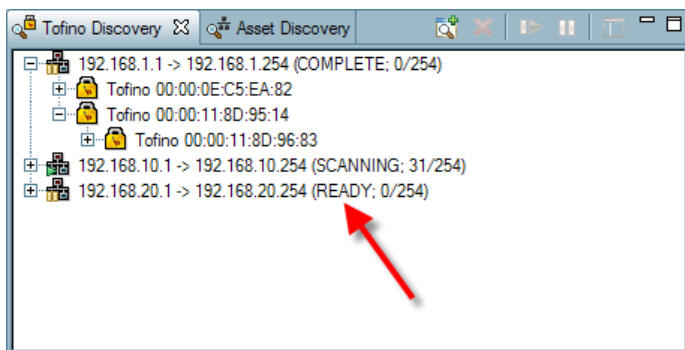 Tofino Discovery Asset Discovery
192.168.1.1 -> 192.168.1.254 (COMPLETE; 0/254)
Tofino 00:00:0E:C5:EA:82
Tofino 00:00:11:8D:95:14
Tofino 00:00:11:8D:96:83
192.168.10.1 -> 192.168.10.254 (SCANNING; 31/254)
192.168.20.1 -> 192.168.20.254 (READY; 0/254)